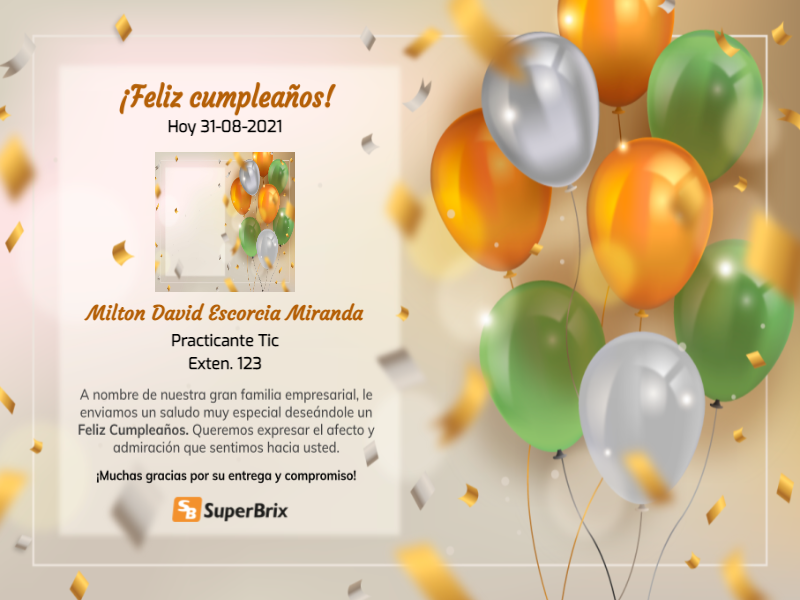 ¡Feliz cumpleaños!
Hoy 31-08-2021
Milton David Escorcia Miranda
Practicante Tic
Exten. 123
A nombre de nuestra gran familia empresarial, le
enviamos un saludo muy especial deseándole un
Feliz Cumpleaños. Queremos expresar el afecto y
admiración que sentimos hacia usted.
¡Muchas gracias por su entrega y compromiso!
SB SuperBrix